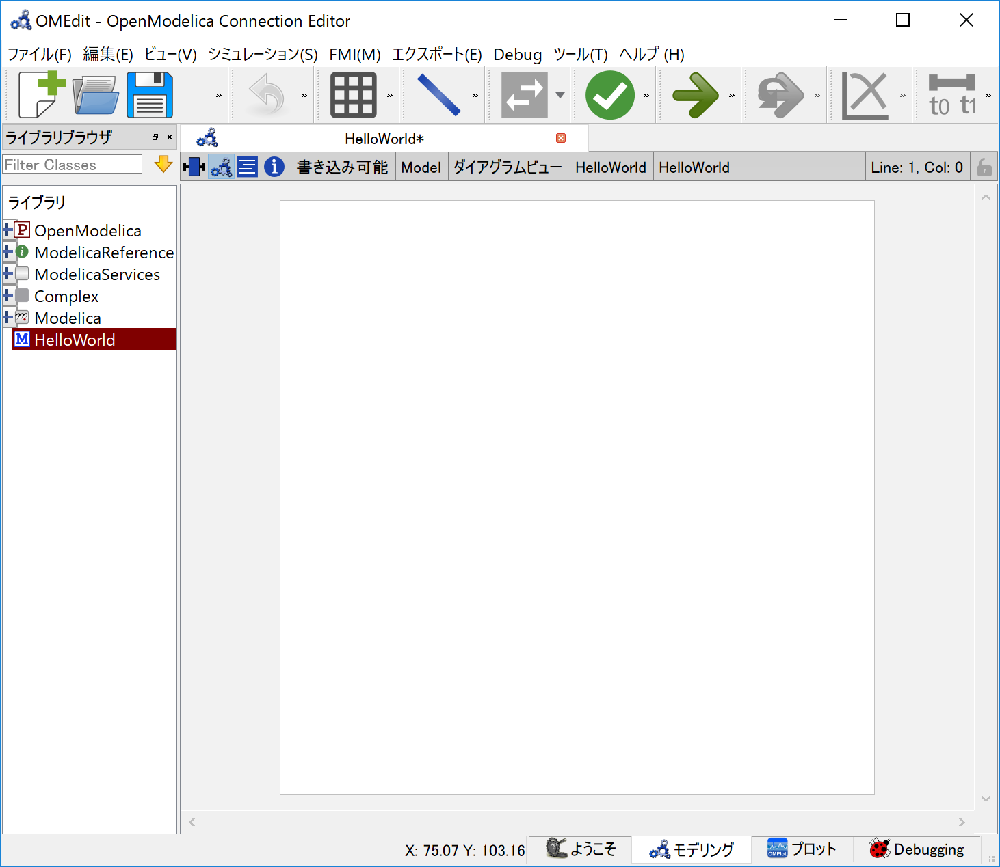 OMEdit - OpenModelica Connection Editor
ファイル(F) 編集(E) ビュー(V) シミュレーション(S) FMI(M) エクスポート(E) Debug ツール(T) ヘルプ (H)
t0 t1
ライブラリブラウザ
HelloWorld*
Filter Classes
書き込み可能 Model ダイアグラムビュー HelloWorld HelloWorld Line: 1, Col: 0
ライブラリ
P OpenModelica
i ModelicaReference
ModelicaServices
Complex
m Modelica
M HelloWorld
X: 75.07 Y: 103.16 ようこそ モデリング OMPlot プロット Debugging